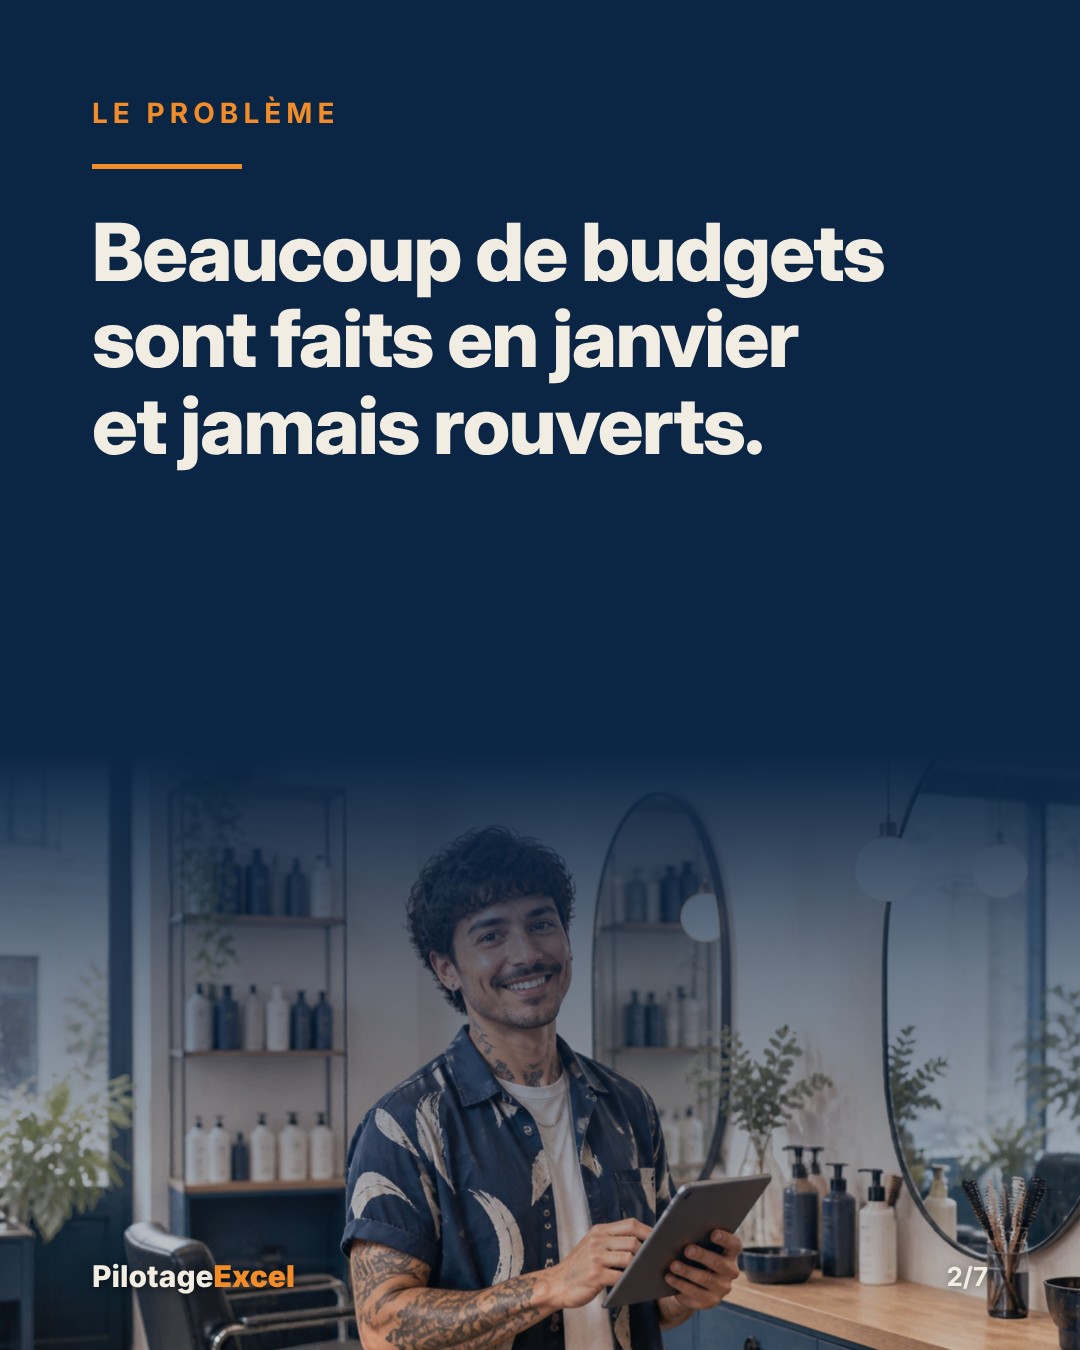 LE PROBLÈME
Beaucoup de budgets
sont faits en janvier
et jamais rouverts.
PilotageExcel
2/7